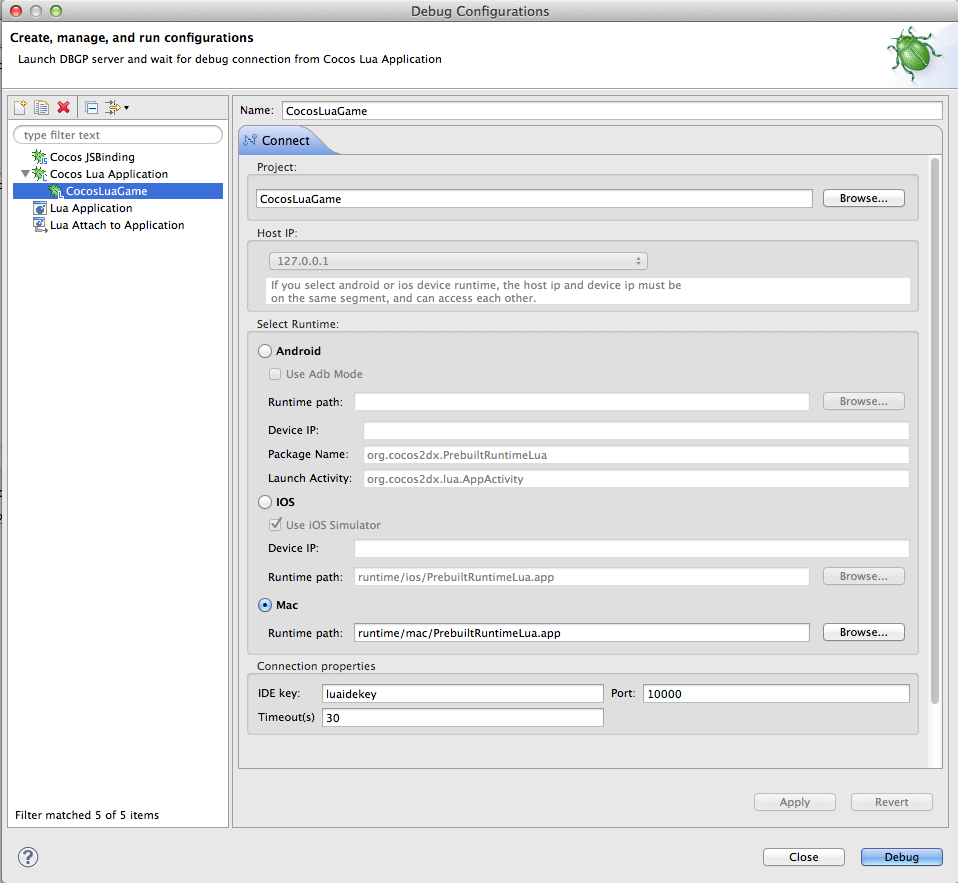 Debug Configurations
Create, manage, and run configurations
Launch DBGP server and wait for debug connection from Cocos Lua Application
type filter text
Cocos JSBinding
Cocos Lua Application
CocosLuaGame
Lua Application
Lua Attach to Application
Filter matched 5 of 5 items
Name: CocosLuaGame
Connect
Project:
CocosLuaGame Browse...
Host IP:
127.0.0.1
If you select android or ios device runtime, the host ip and device ip must be
on the same segment, and can access each other.
Select Runtime:
Android
Use Adb Mode
Runtime path: Browse...
Device IP:
Package Name: org.cocos2dx.PrebuiltRuntimeLua
Launch Activity: org.cocos2dx.lua.AppActivity
IOS
Use iOS Simulator
Device IP:
Runtime path: runtime/ios/PrebuiltRuntimeLua.app Browse...
Mac
Runtime path: runtime/mac/PrebuiltRuntimeLua.app Browse...
Connection properties
IDE key: luaidekey Port: 10000
Timeout(s) 30
Apply Revert
? Close Debug